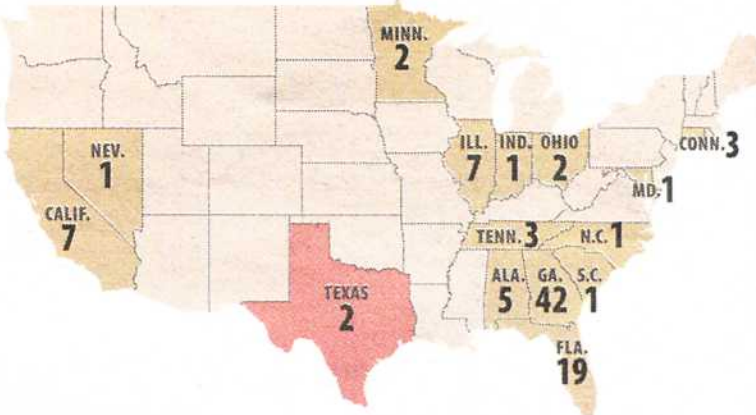 MINN.
2
NEV.
1
ILL.
7
IND.
1
OHIO
2
CONN. 3
MD. 1
CALIF.
7
TENN. 3
N.C. 1
TEXAS
2
ALA.
5
GA.
42
S.C.
1
FLA.
19